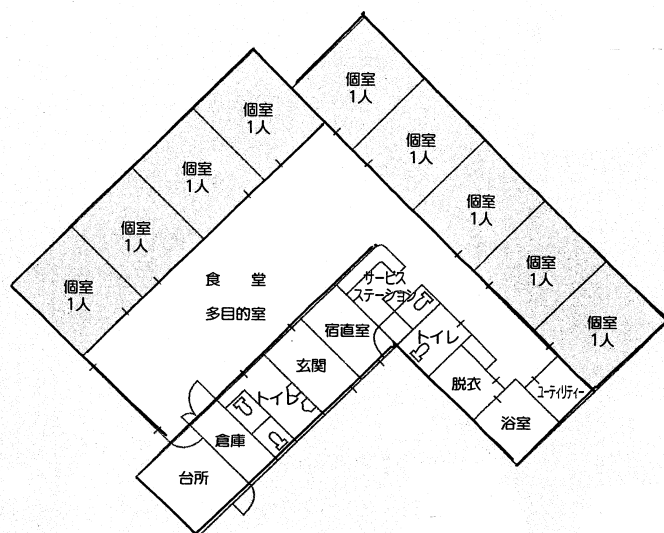 個室
1人
個室
1人
個室
1人
個室
1人
個室
1人
個室
1人
個室
1人
個室
1人
個室
1人
食　堂
多目的室
サービス
ステーション
宿直室
トイレ
玄関
脱衣
ユーティリティー
トイレ
浴室
倉庫
台所